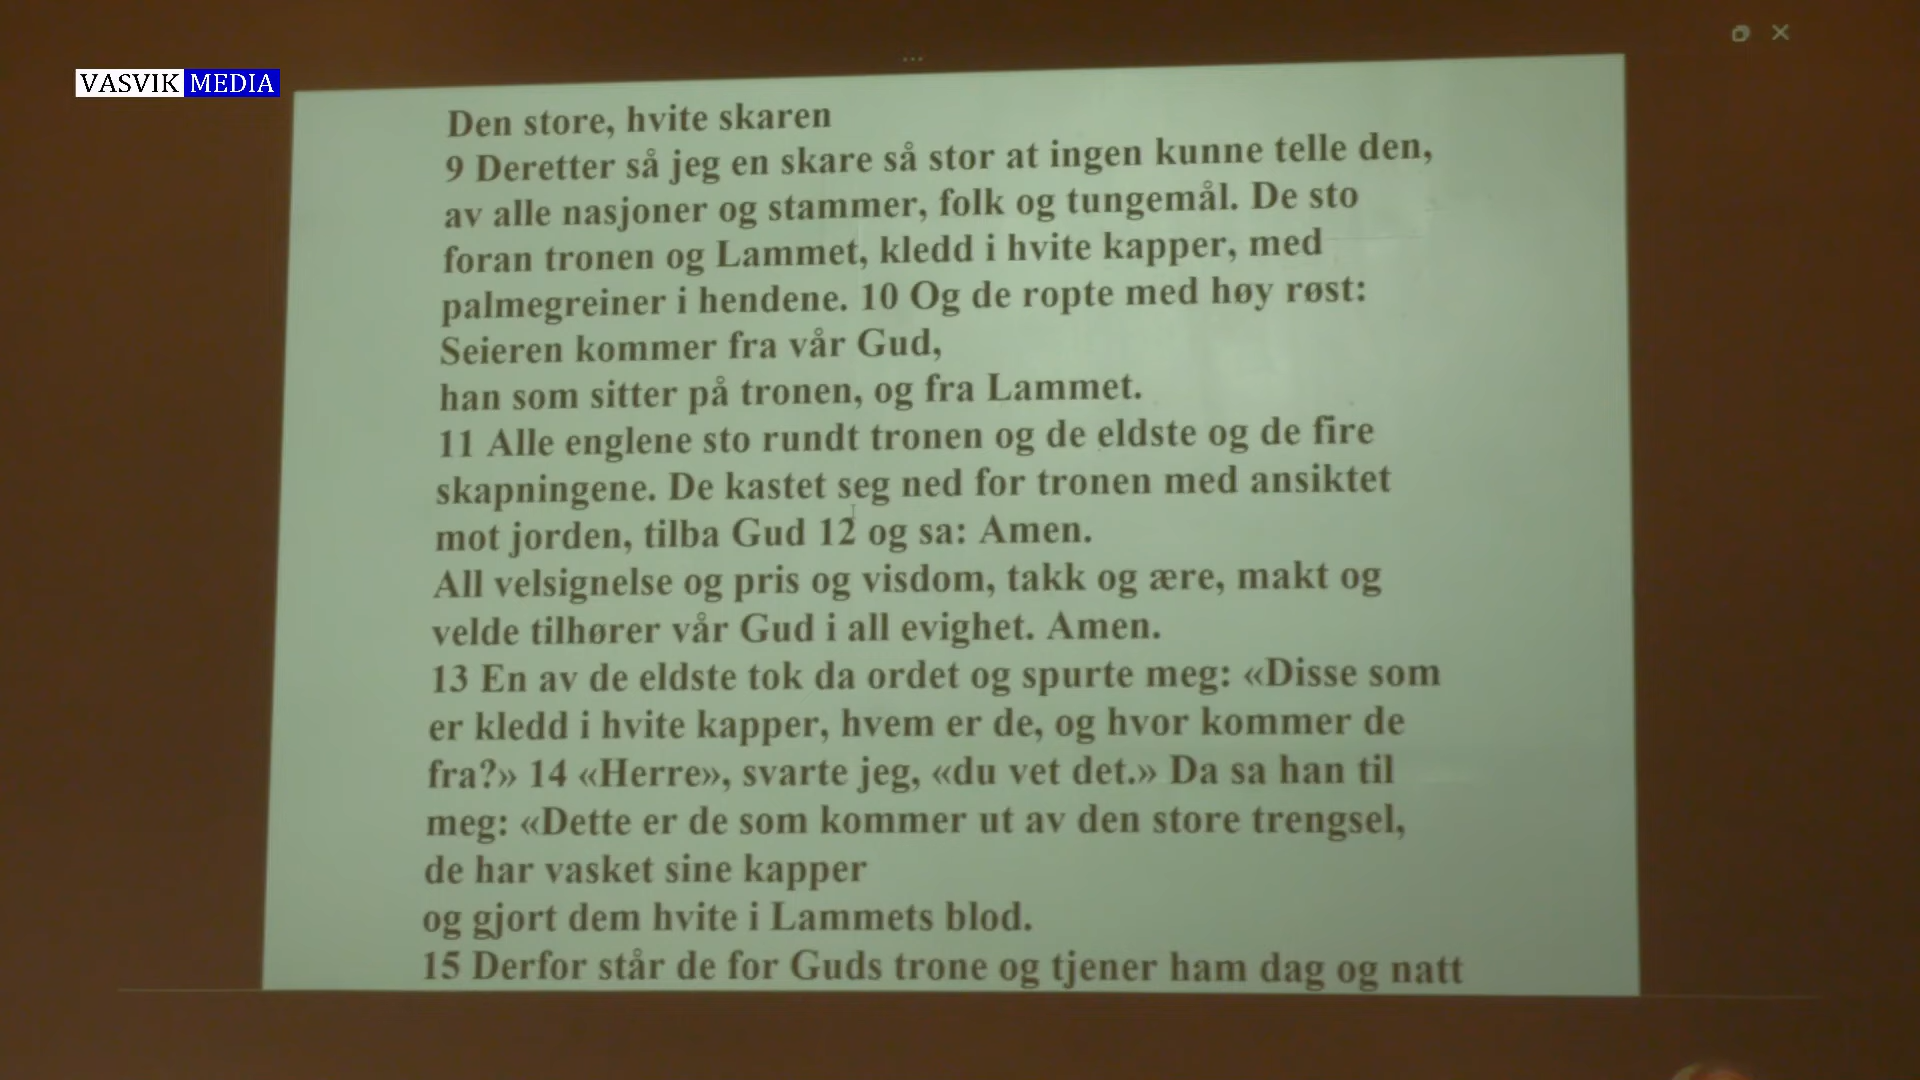 VASVIK MEDIA
Den store, hvite skaren
9 Deretter så jeg en skare så stor at ingen kunne telle den,
av alle nasjoner og stammer, folk og tungemål. De sto
foran tronen og Lammet, kledd i hvite kapper, med
palmegreiner i hendene. 10 Og de ropte med høy røst:
Seieren kommer fra vår Gud,
han som sitter på tronen, og fra Lammet.
11 Alle englene sto rundt tronen og de eldste og de fire
skapningene. De kastet seg ned for tronen med ansiktet
mot jorden, tilba Gud 12 og sa: Amen.
All velsignelse og pris og visdom, takk og ære, makt og
velde tilhører vår Gud i all evighet. Amen.
13 En av de eldste tok da ordet og spurte meg: «Disse som
er kledd i hvite kapper, hvem er de, og hvor kommer de
fra?» 14 «Herre», svarte jeg, «du vet det.» Da sa han til
meg: «Dette er de som kommer ut av den store trengsel,
de har vasket sine kapper
og gjort dem hvite i Lammets blod.
15 Derfor står de for Guds trone og tjener ham dag og natt